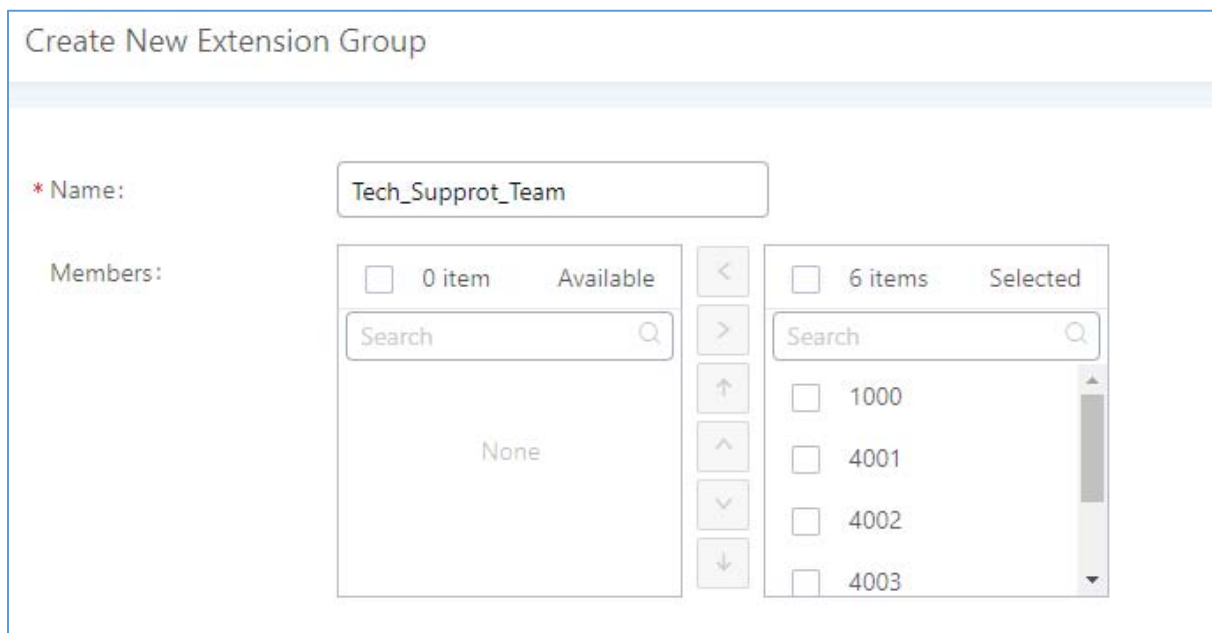 Create New Extension Group
* Name:
Tech_Supprot_Team
Members:
0 item Available
6 items Selected
Search
Search
None
1000
4001
4002
4003